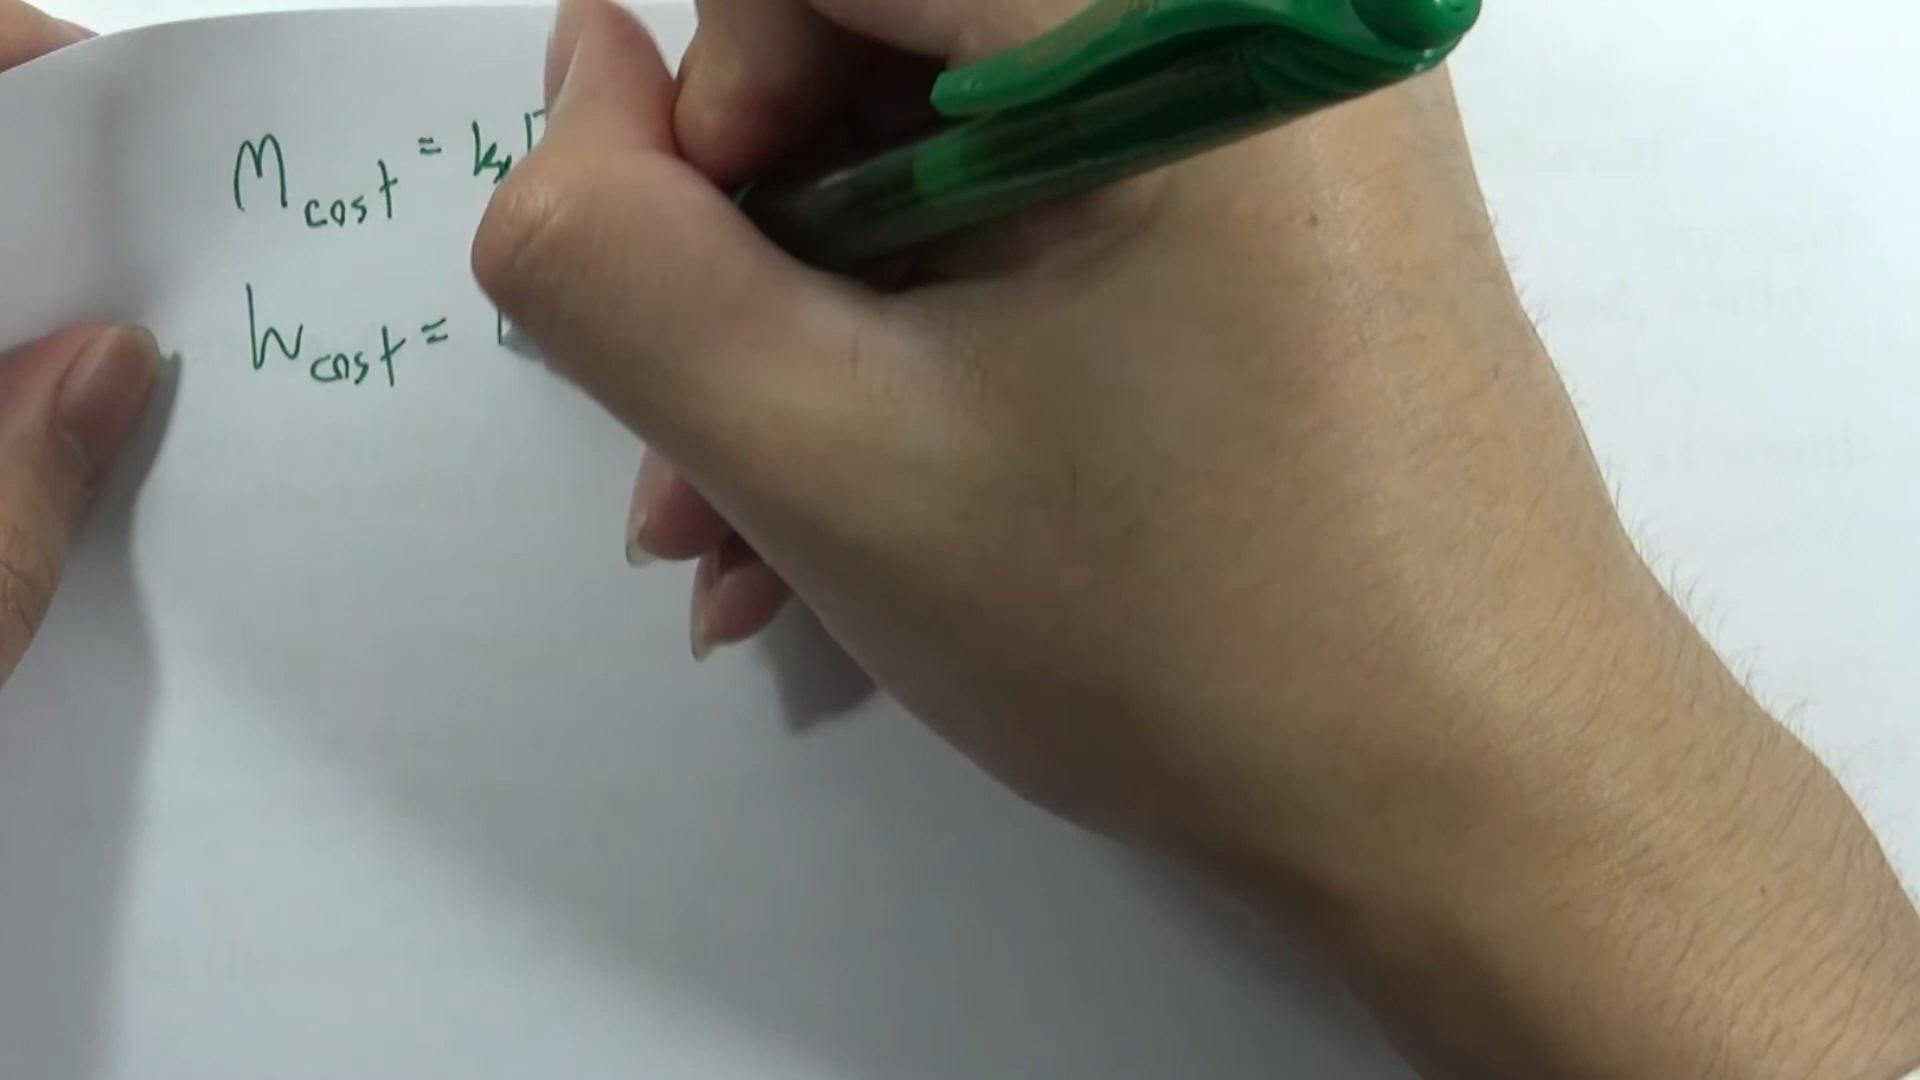 M cost = k
W cost =